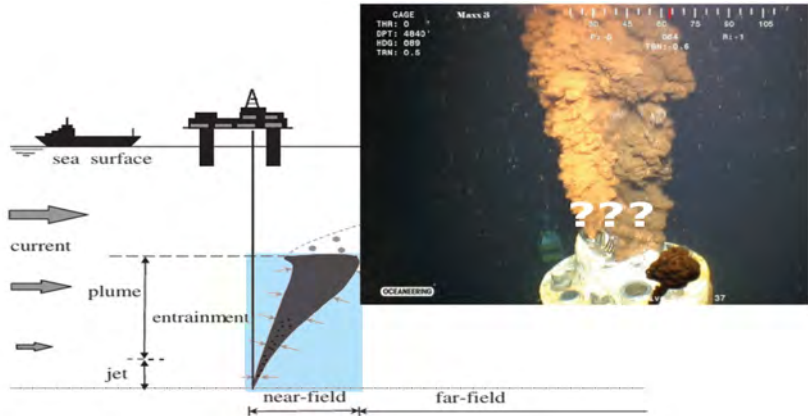 CAGE
THR: 0
DPT: 4840'
HDG: 089
TRN: 0.5
Maxx 3
30 45 60 75 90 105
sea surface
current
plume
entrainment
jet
near-field
far-field
???
OCEANEERING
37